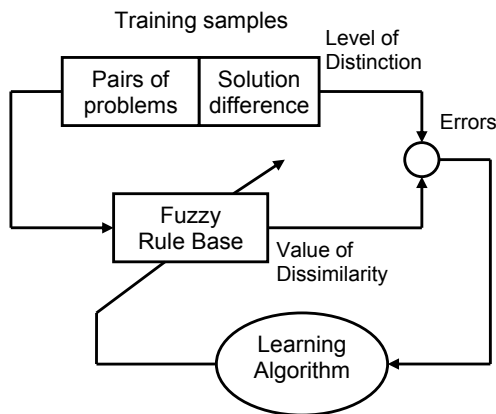 Training samples
Pairs of
problems
Solution
difference
Level of
Distinction
Errors
Fuzzy
Rule Base
Value of
Dissimilarity
Learning
Algorithm